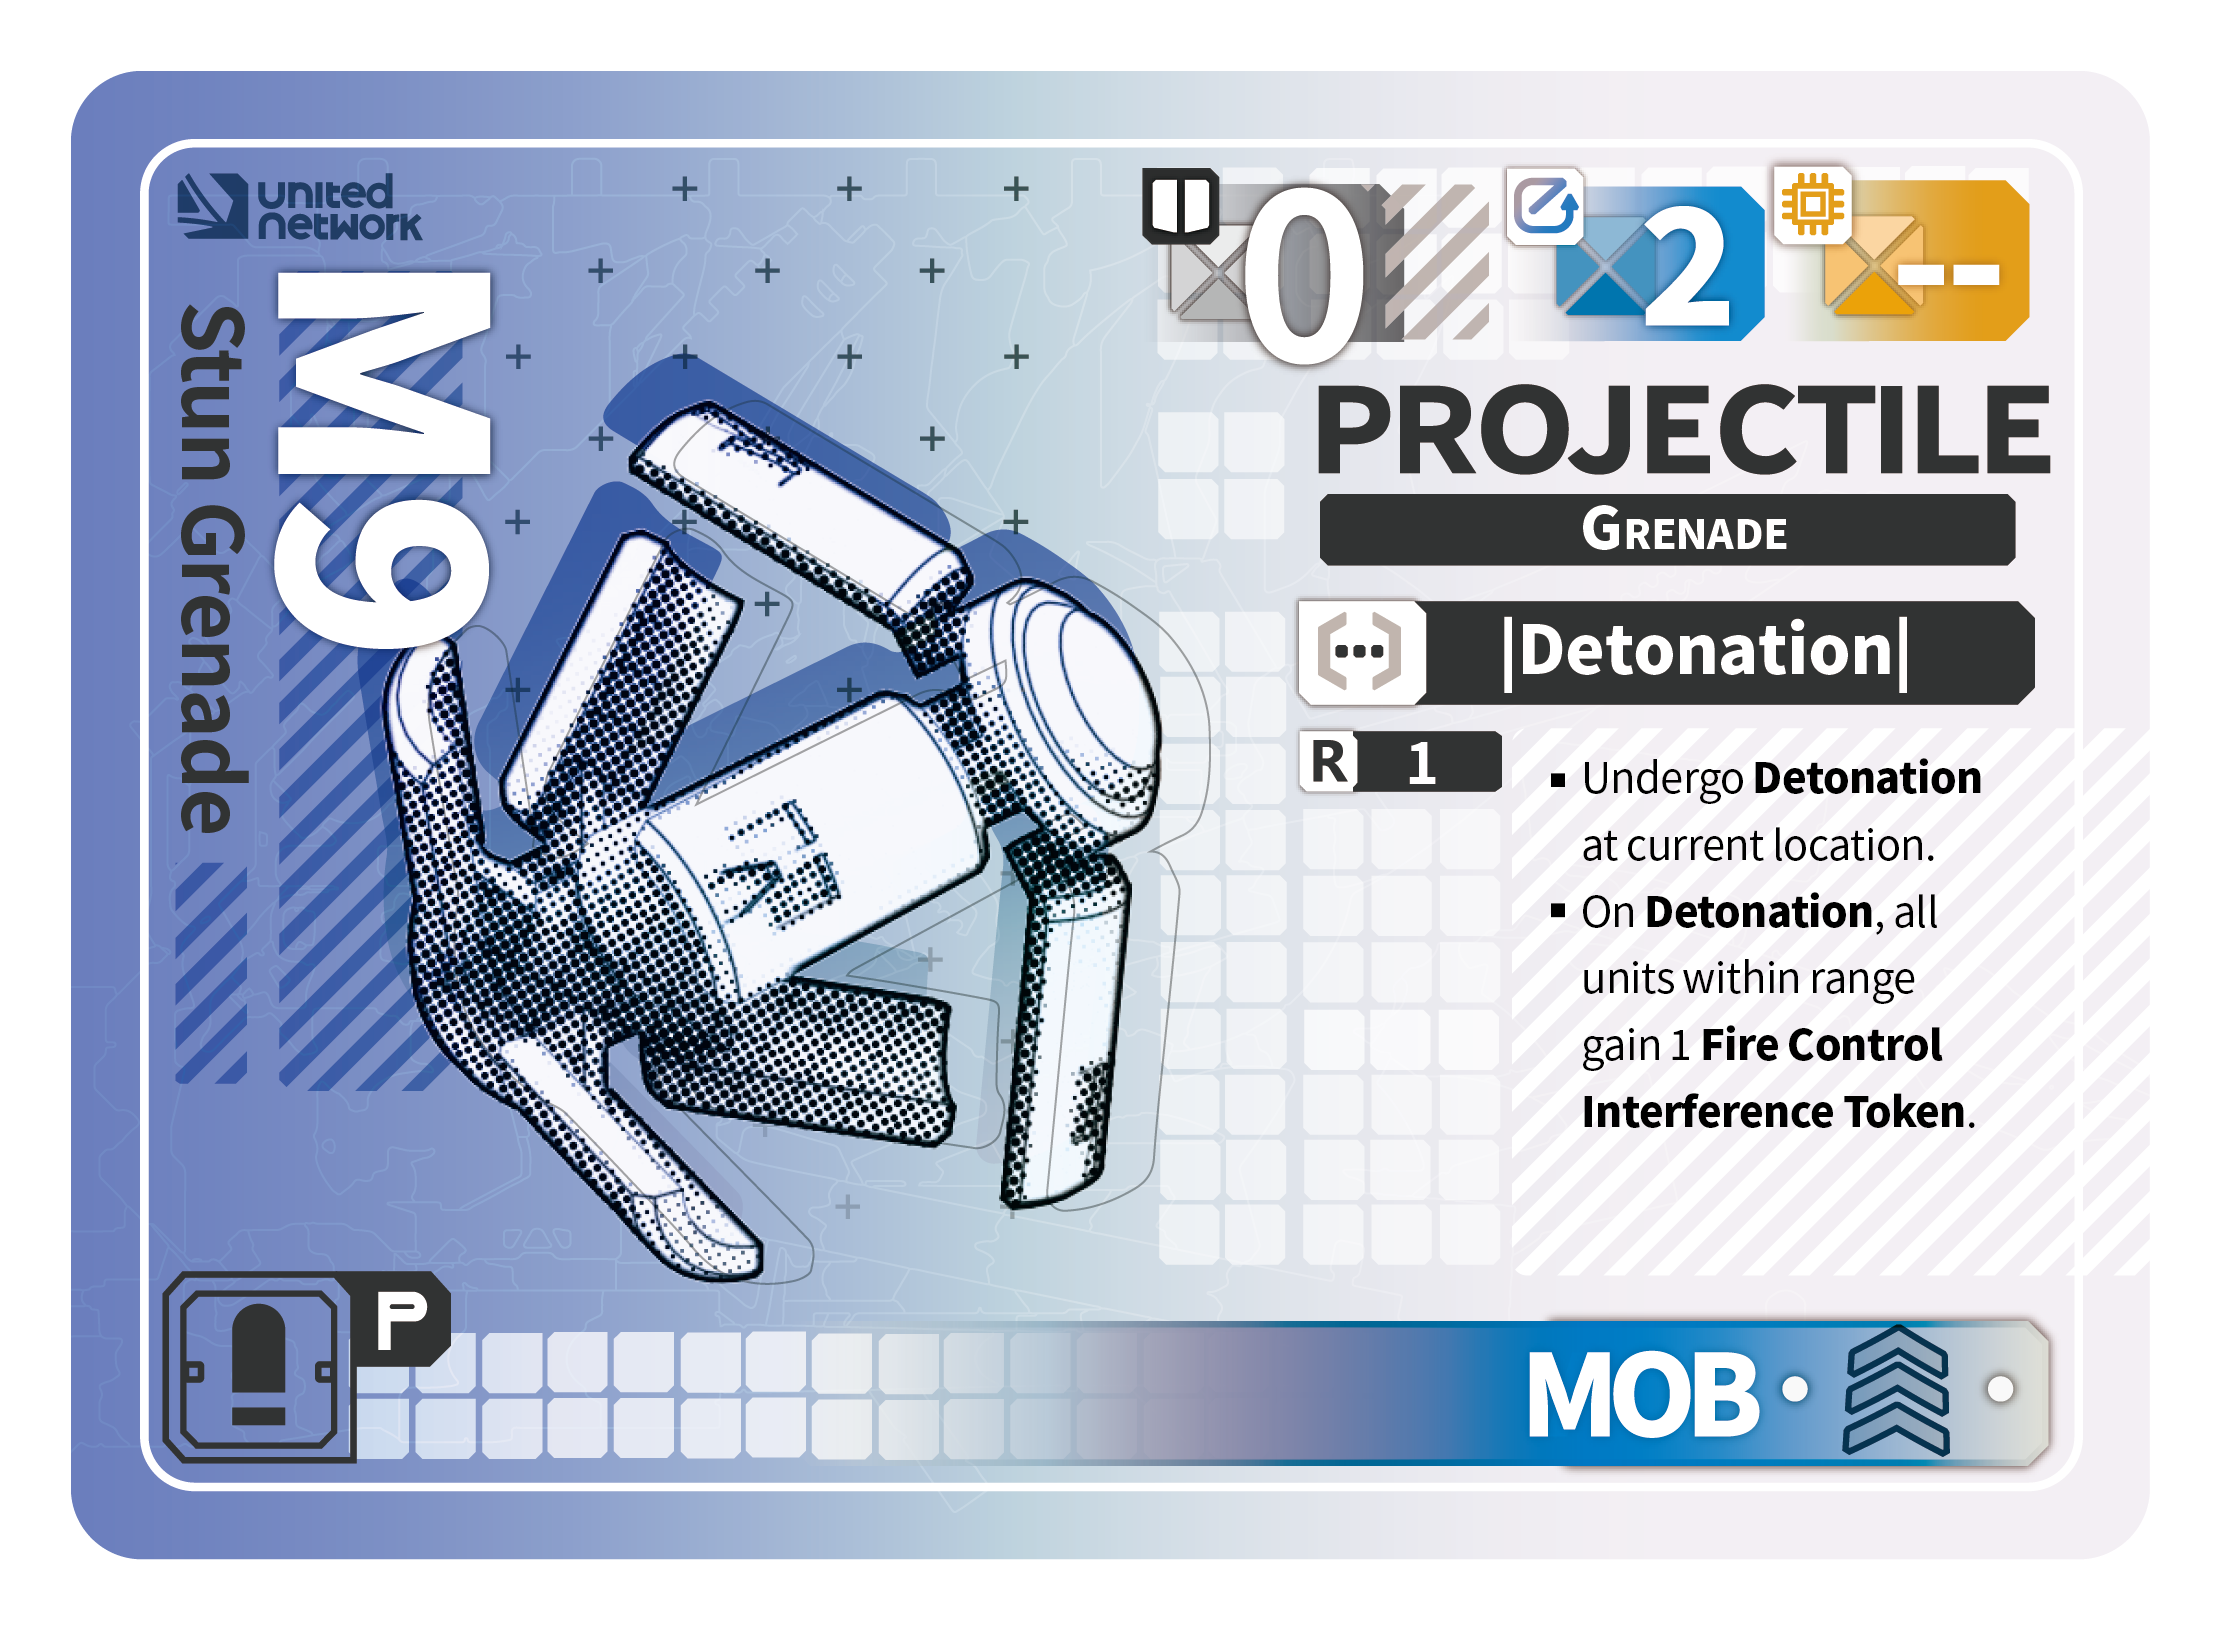 united
network
M9
Stun Grenade
0
2
--
PROJECTILE
GRENADE
|Detonation|
R 1
▪ Undergo Detonation
at current location.
▪ On Detonation, all
units within range
gain 1 Fire Control
Interference Token.
P
MOB